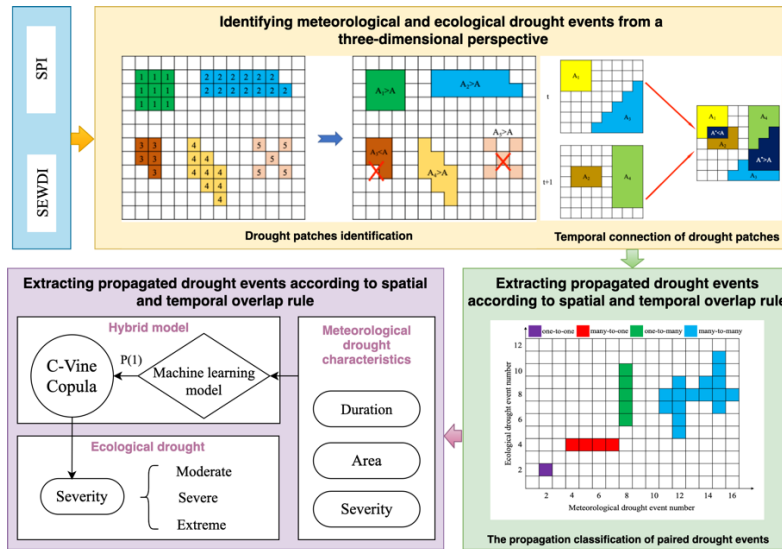 SPI
SEWDI
Identifying meteorological and ecological drought events from a
three-dimensional perspective
1 1 1
1 1 1
1 1 1
2 2 2 2 2 2
2 2 2 2 2 2 2
3 3
3 3
3
4
4 4
4 4
4 4 4
4 4
4
5 5
5
5 5
A₁>A
A₂>A
A₃<A
A₄>A
A₅>A
Drought patches identification
t
A₁
A₂
t+1
A₃
A₄
A₁
A₄
A*<A
A₃
A*>A
A₂
Temporal connection of drought patches
Extracting propagated drought events
according to spatial and temporal overlap rule
one-to-one many-to-one one-to-many many-to-many
Ecological drought event number
12
10
8
6
4
2
2 4 6 8 10 12 14 16
Meteorological drought event number
The propagation classification of paired drought events
Extracting propagated drought events according to spatial
and temporal overlap rule
Hybrid model
C-Vine
Copula
P(1)
Machine learning
model
Meteorological
drought
characteristics
Duration
Area
Severity
Ecological drought
Severity
Moderate
Severe
Extreme